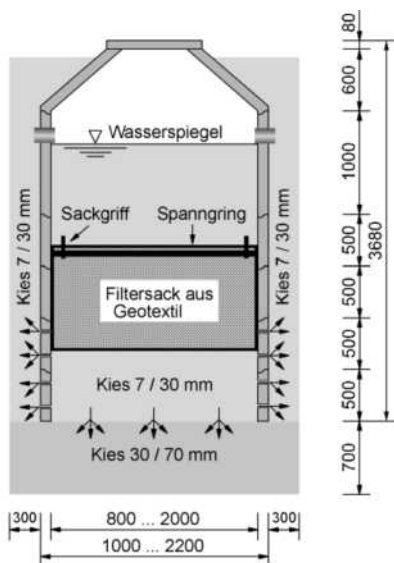 80
600
Wasserspiegel
1000
Kies 7 / 30 mm
Sackgriff
Spanngring
Kies 7 / 30 mm
500
3680
Filtersack aus
Geotextil
500
500
Kies 7 / 30 mm
500
Kies 30 / 70 mm
700
300
800 ... 2000
300
1000 ... 2200